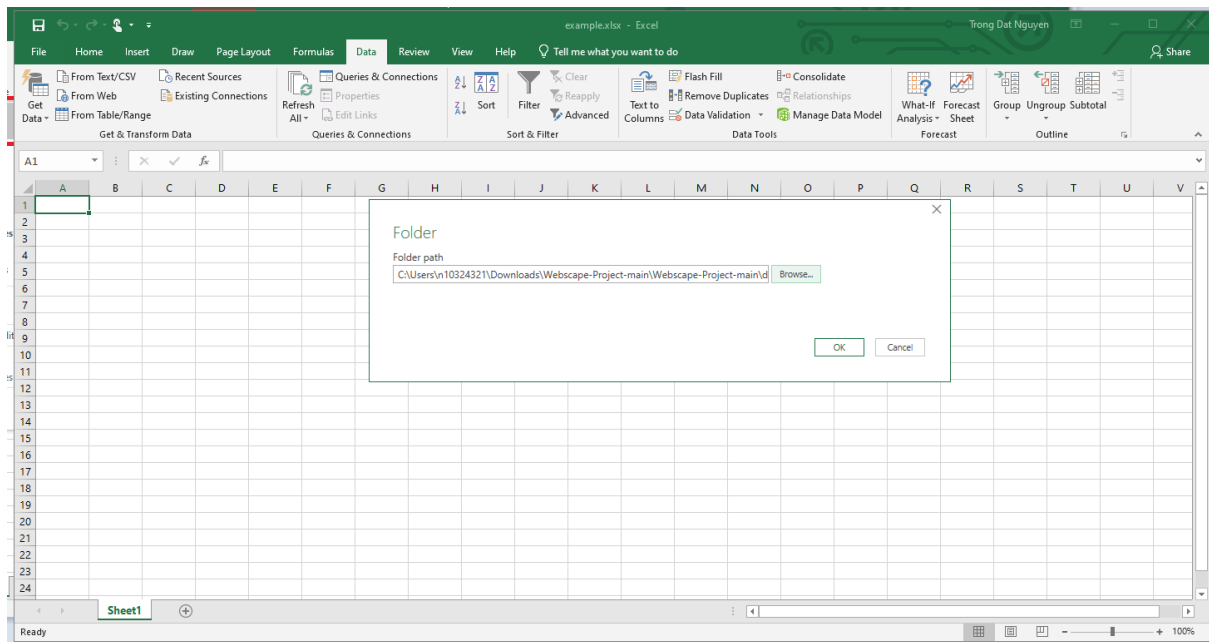 example.xlsx - Excel
Trong Dat Nguyen
File Home Insert Draw Page Layout Formulas Data Review View Help Tell me what you want to do Share
Get Data
From Text/CSV
From Web
From Table/Range
Recent Sources
Existing Connections
Get & Transform Data
Refresh All
Queries & Connections
Properties
Edit Links
Queries & Connections
Sort
Filter
Clear
Reapply
Advanced
Sort & Filter
Text to Columns
Flash Fill
Remove Duplicates
Data Validation
Consolidate
Relationships
Manage Data Model
Data Tools
What-If Analysis
Forecast Sheet
Forecast
Group
Ungroup
Subtotal
Outline
A1
fx
A B C D E F G H I J K L M N O P Q R S T U V
1
2
3
4
5
6
7
8
9
10
11
12
13
14
15
16
17
18
19
20
21
22
23
24
Folder
Folder path
C:\Users\n10324321\Downloads\Webscape-Project-main\Webscape-Project-main\d
Browse...
OK
Cancel
Sheet1
Ready
100%